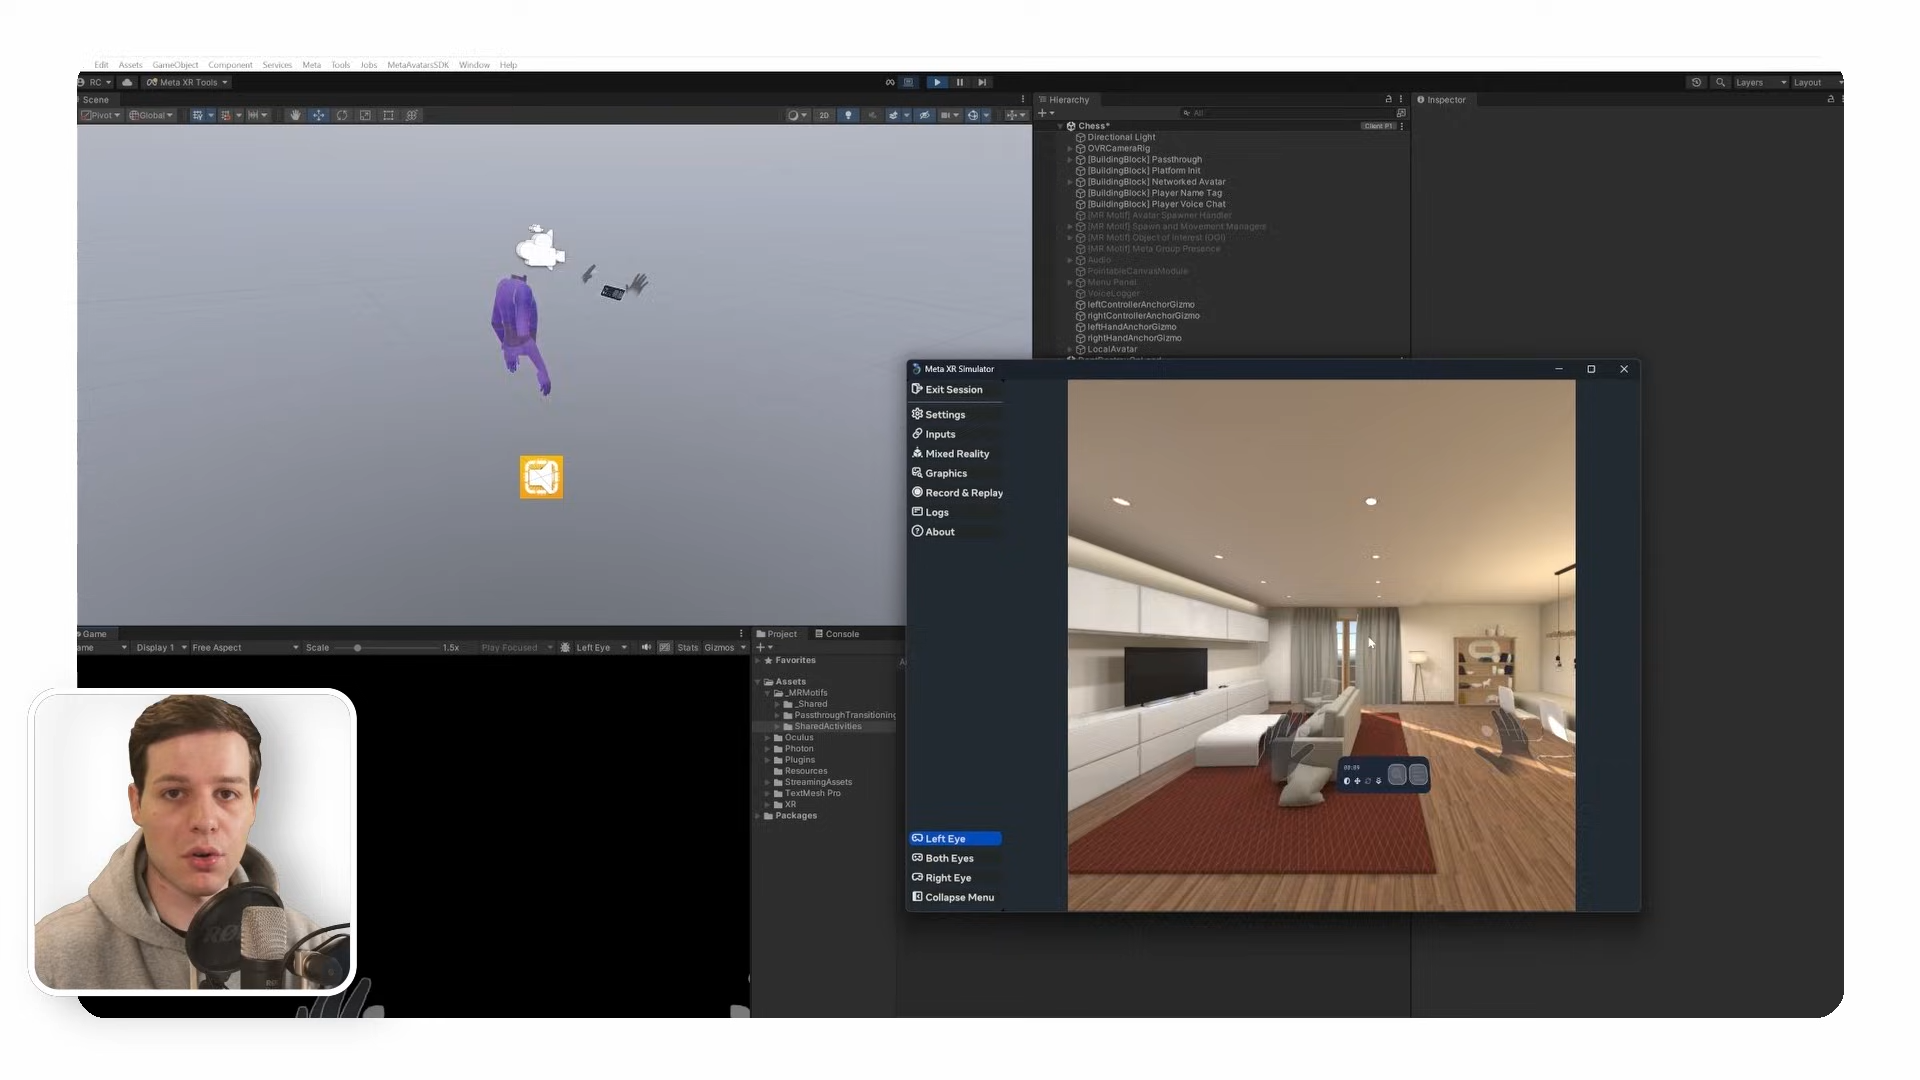 Edit Assets GameObject Component Services Meta Tools Jobs MetaAvatarsSDK Window Help
RC Meta XR Tools Layers Layout
Scene Hierarchy Inspector
Pivot Global 2D All
Chess* Client P1
Directional Light
OVRCameraRig
[BuildingBlock] Passthrough
[BuildingBlock] Platform Init
[BuildingBlock] Networked Avatar
[BuildingBlock] Player Name Tag
[BuildingBlock] Player Voice Chat
[MR Motif] Avatar Spawner Handler
[MR Motif] Spawn and Movement Managers
[MR Motif] Object of Interest (OOI)
[MR Motif] Meta Group Presence
Audio
PointableCanvasModule
Menu Panel
VoiceLogger
leftControllerAnchorGizmo
rightControllerAnchorGizmo
leftHandAnchorGizmo
rightHandAnchorGizmo
LocalAvatar
Meta XR Simulator
Exit Session
Settings
Inputs
Mixed Reality
Graphics
Record & Replay
Logs
About
Left Eye
Both Eyes
Right Eye
Collapse Menu
Game
Display 1 Free Aspect Scale 1.5x Play Focused Left Eye Stats Gizmos
Project Console
Favorites
Assets
_MRMotifs
_Shared
PassthroughTransitioning
SharedActivities
Oculus
Photon
Plugins
Resources
StreamingAssets
TextMesh Pro
XR
Packages